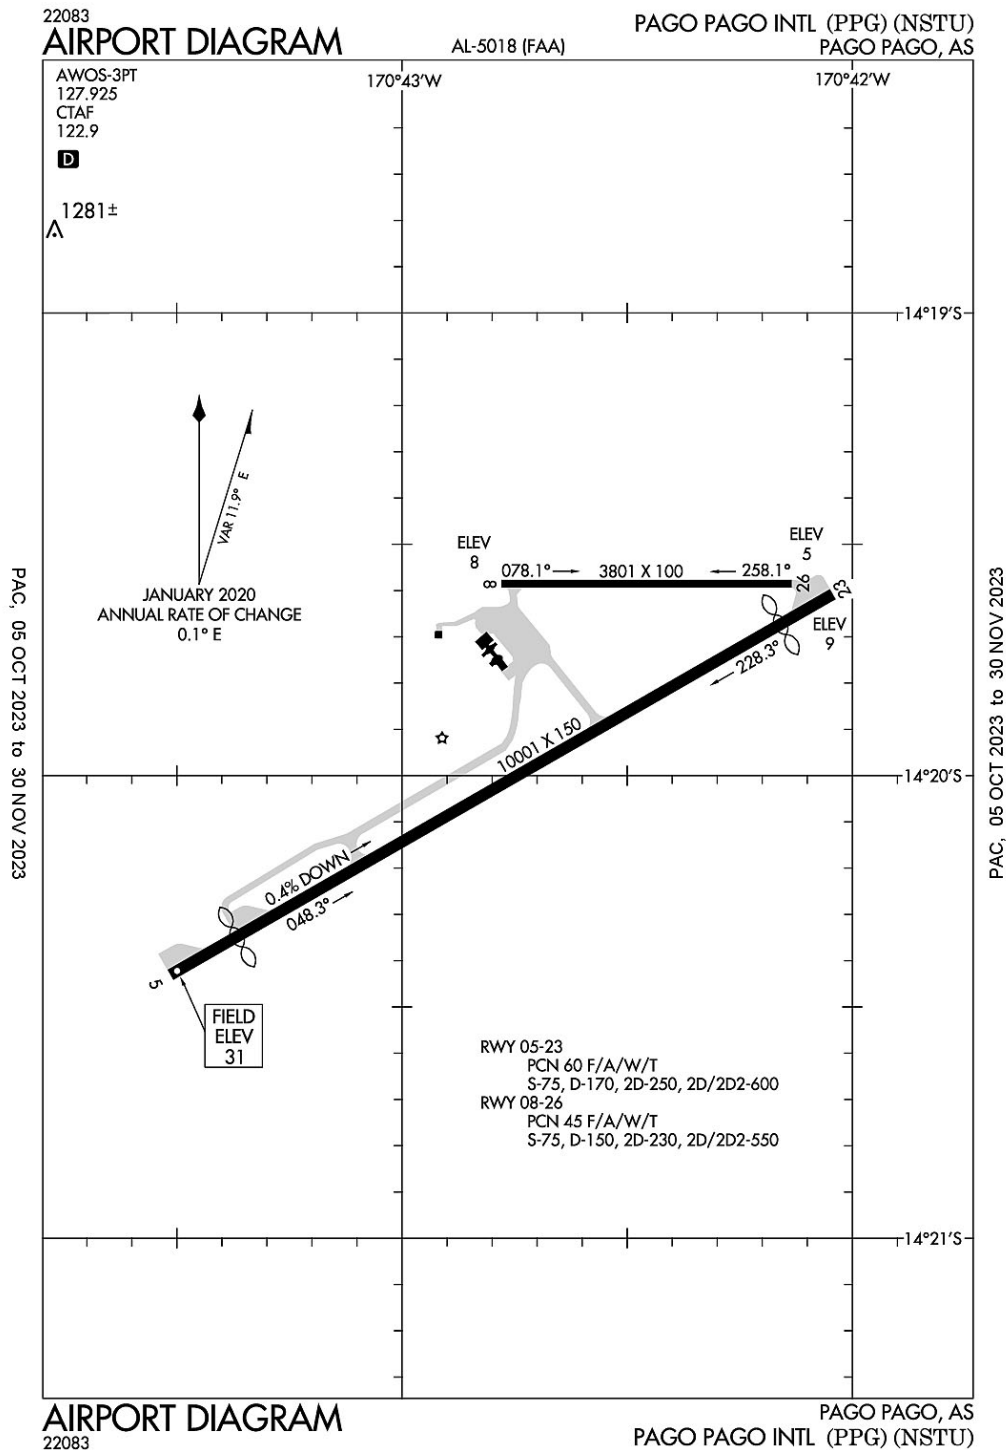 22083
AIRPORT DIAGRAM
AL-5018 (FAA)
PAGO PAGO INTL (PPG) (NSTU)
PAGO PAGO, AS
AWOS-3PT
127.925
CTAF
122.9
D
1281±
170°43'W
170°42'W
14°19'S
VAR 11.9° E
JANUARY 2020
ANNUAL RATE OF CHANGE
0.1° E
ELEV
8
8
078.1°
3801 X 100
258.1°
ELEV
5
26
23
ELEV
9
228.3°
10001 X 150
14°20'S
0.4% DOWN
048.3°
5
FIELD
ELEV
31
RWY 05-23
PCN 60 F/A/W/T
S-75, D-170, 2D-250, 2D/2D2-600
RWY 08-26
PCN 45 F/A/W/T
S-75, D-150, 2D-230, 2D/2D2-550
14°21'S
PAC, 05 OCT 2023 to 30 NOV 2023
PAC, 05 OCT 2023 to 30 NOV 2023
AIRPORT DIAGRAM
22083
PAGO PAGO, AS
PAGO PAGO INTL (PPG) (NSTU)